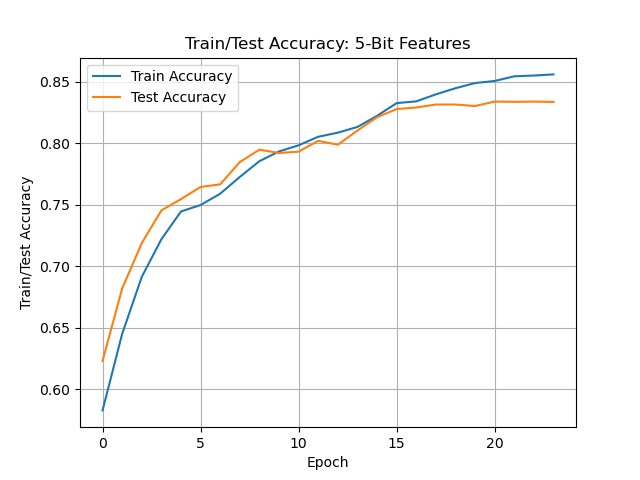 Train/Test Accuracy: 5-Bit Features
Train Accuracy
Test Accuracy
0.85
0.80
0.75
0.70
0.65
0.60
Train/Test Accuracy
0 5 10 15 20
Epoch